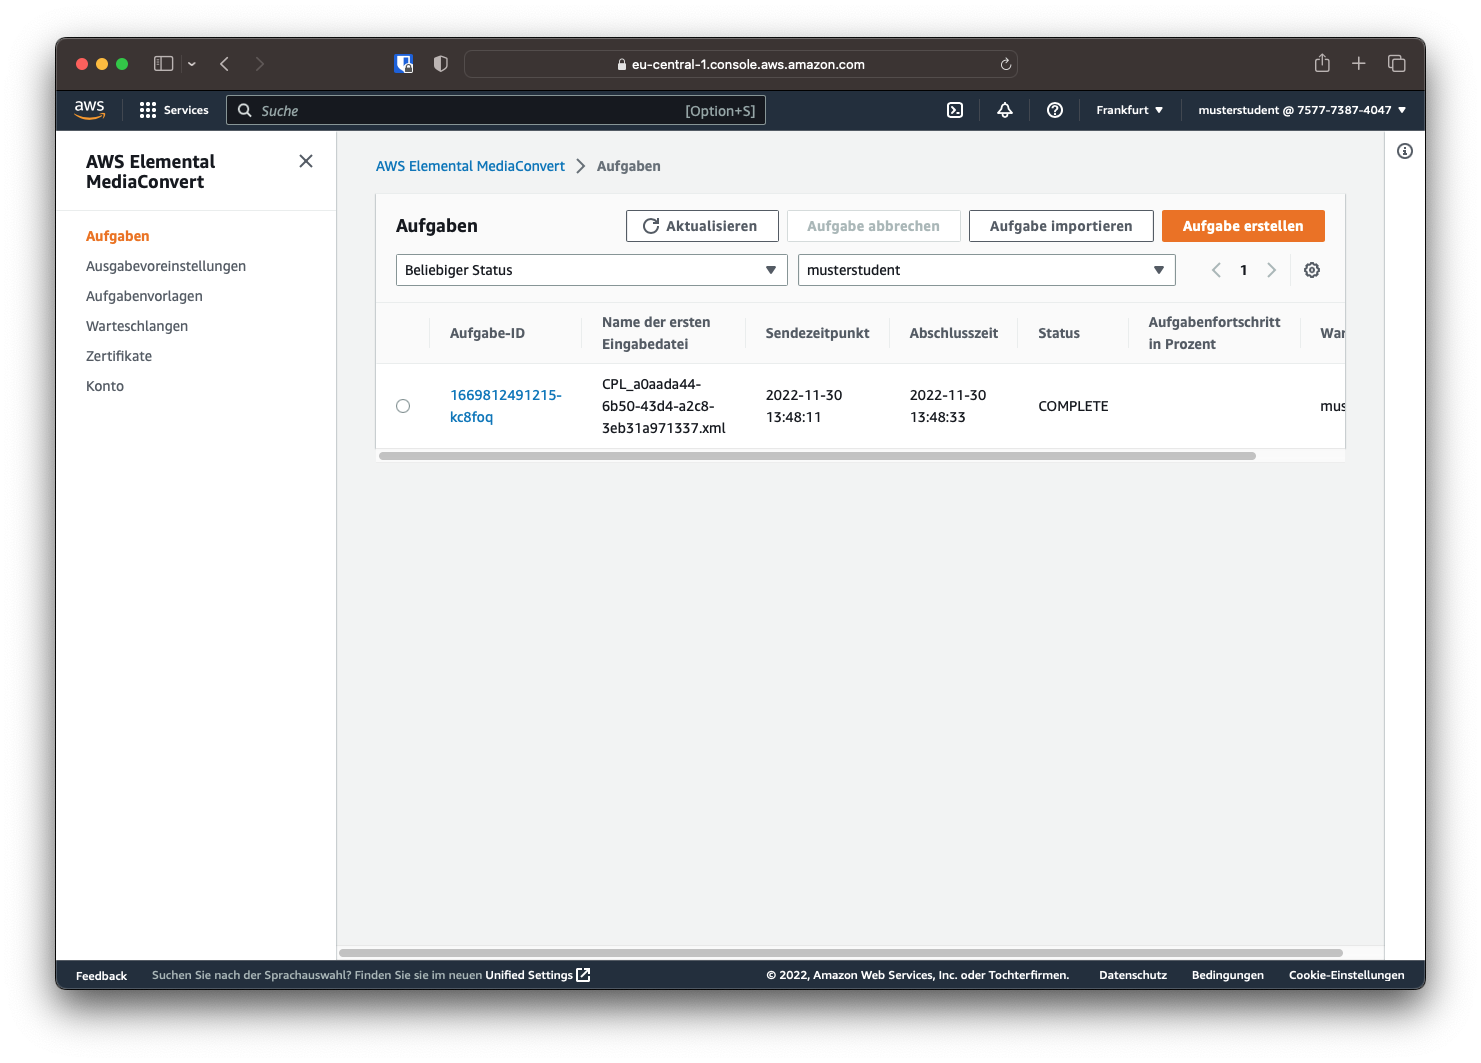 eu-central-1.console.aws.amazon.com
aws
Services
Suche
[Option+S]
Frankfurt
musterstudent @ 7577-7387-4047
AWS Elemental
MediaConvert
Aufgaben
Ausgabevoreinstellungen
Aufgabenvorlagen
Warteschlangen
Zertifikate
Konto
AWS Elemental MediaConvert
Aufgaben
Aufgaben
Aktualisieren
Aufgabe abbrechen
Aufgabe importieren
Aufgabe erstellen
Beliebiger Status
musterstudent
1
Aufgabe-ID
Name der ersten
Eingabedatei
Sendezeitpunkt
Abschlusszeit
Status
Aufgabenfortschritt
in Prozent
War
1669812491215-
kc8foq
CPL_a0aada44-
6b50-43d4-a2c8-
3eb31a971337.xml
2022-11-30
13:48:11
2022-11-30
13:48:33
COMPLETE
mus
Feedback
Suchen Sie nach der Sprachauswahl? Finden Sie sie im neuen Unified Settings
© 2022, Amazon Web Services, Inc. oder Tochterfirmen.
Datenschutz
Bedingungen
Cookie-Einstellungen